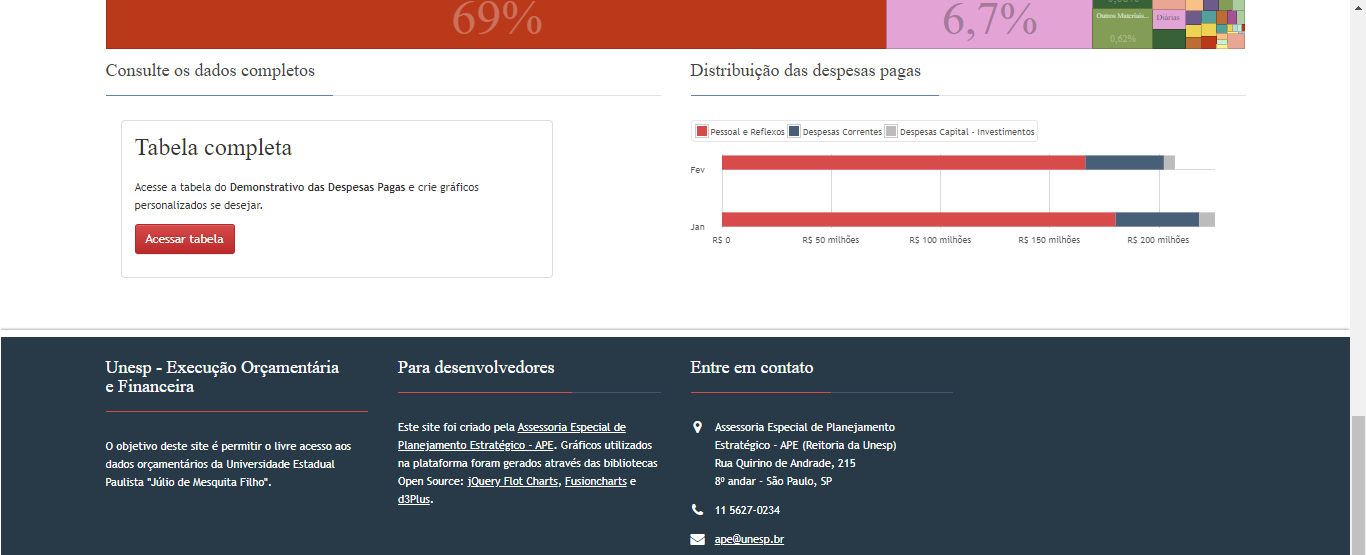 69%
6,7%
Outros Materiais...
0,62%
Diárias
Consulte os dados completos
Tabela completa
Acesse a tabela do Demonstrativo das Despesas Pagas e crie gráficos
personalizados se desejar.
Acessar tabela
Distribuição das despesas pagas
Pessoal e Reflexos Despesas Correntes Despesas Capital - Investimentos
Fev
Jan
R$ 0 R$ 50 milhões R$ 100 milhões R$ 150 milhões R$ 200 milhões
Unesp - Execução Orçamentária
e Financeira
O objetivo deste site é permitir o livre acesso aos
dados orçamentários da Universidade Estadual
Paulista "Júlio de Mesquita Filho".
Para desenvolvedores
Este site foi criado pela Assessoria Especial de
Planejamento Estratégico - APE. Gráficos utilizados
na plataforma foram gerados através das bibliotecas
Open Source: jQuery Flot Charts, Fusioncharts e
d3Plus.
Entre em contato
Assessoria Especial de Planejamento
Estratégico - APE (Reitoria da Unesp)
Rua Quirino de Andrade, 215
8º andar - São Paulo, SP
11 5627-0234
ape@unesp.br